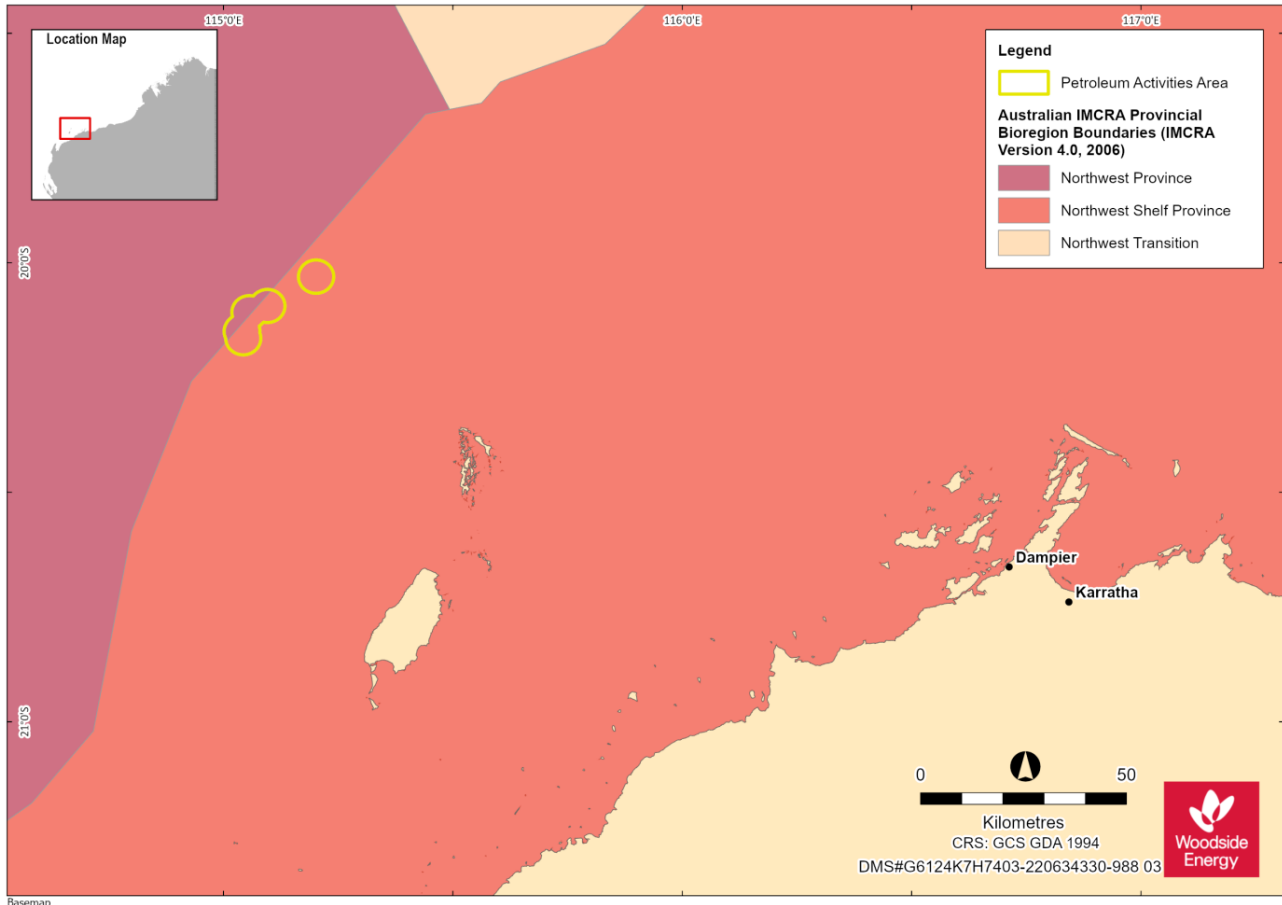 115°0'E
116°0'E
117°0'E
Location Map
Legend
Petroleum Activities Area
Australian IMCRA Provincial
Bioregion Boundaries (IMCRA
Version 4.0, 2006)
Northwest Province
Northwest Shelf Province
Northwest Transition
20°0'S
21°0'S
Dampier
Karratha
0
50
Kilometres
CRS: GCS GDA 1994
DMS#G6124K7H7403-220634330-988 03
Woodside
Energy
Basemap